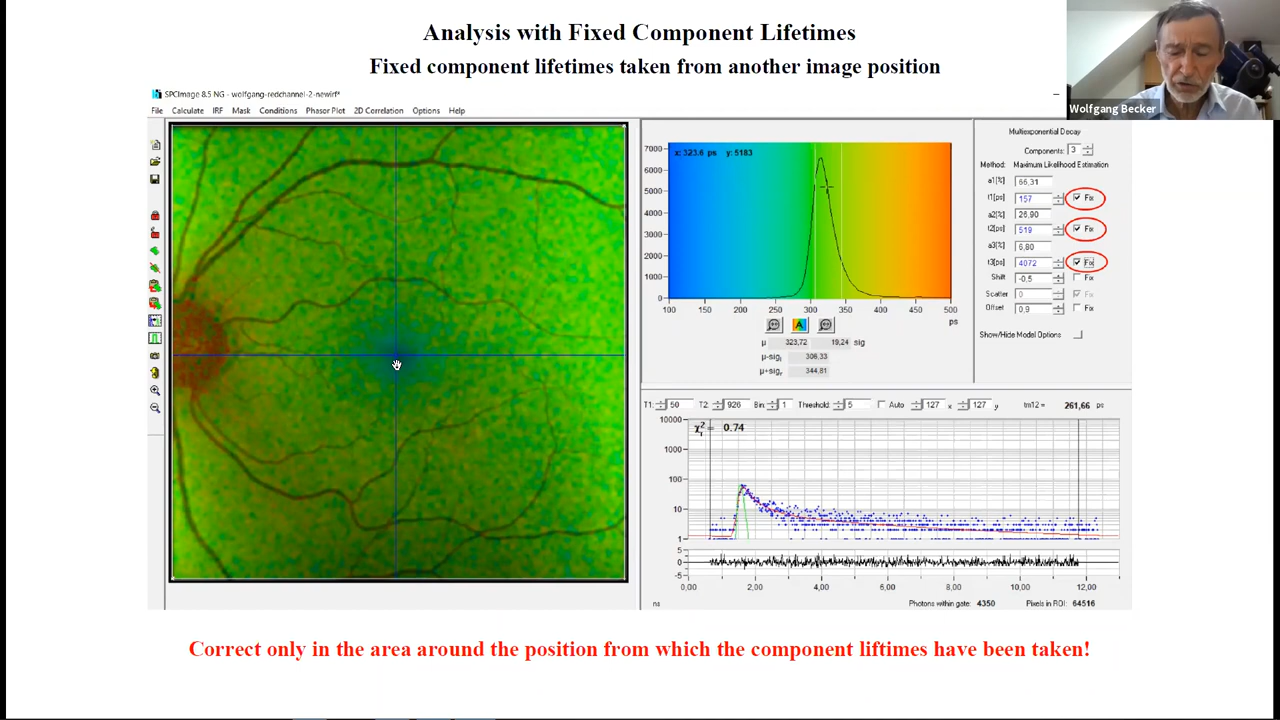 Analysis with Fixed Component Lifetimes
Fixed component lifetimes taken from another image position
Wolfgang Becker
SPCImage 8.5 NG - wolfgang-redchannel-2-newirf*
File Calculate IRF Mask Conditions Phasor Plot 2D Correlation Options Help
x: 323.6 ps y: 5183
7000
6000
5000
4000
3000
2000
1000
0
100 150 200 250 300 350 400 450 500
ps
A
μ 323,72 19,24 sig
μ-sigl 306,33
μ+sigr 344,81
Multiexponential Decay
Components: 3
Method: Maximum Likelihood Estimation
a1[%] 66,31
t1[ps] 157 Fix
a2[%] 26,90
t2[ps] 519 Fix
a3[%] 6,80
t3[ps] 4072 Fix
Shift -0,5 Fix
Scatter 0 Fix
Offset 0,9 Fix
Show/Hide Model Options
T1: 50 T2: 926 Bin: 1 Threshold: 5 Auto 127 x 127 y tm12 = 261,66 ps
χ²r = 0.74
10000
1000
100
10
1
5
0
-5
0,00 2,00 4,00 6,00 8,00 10,00 12,00
ns Photons within gate: 4350 Pixels in ROI: 64516
Correct only in the area around the position from which the component liftimes have been taken!